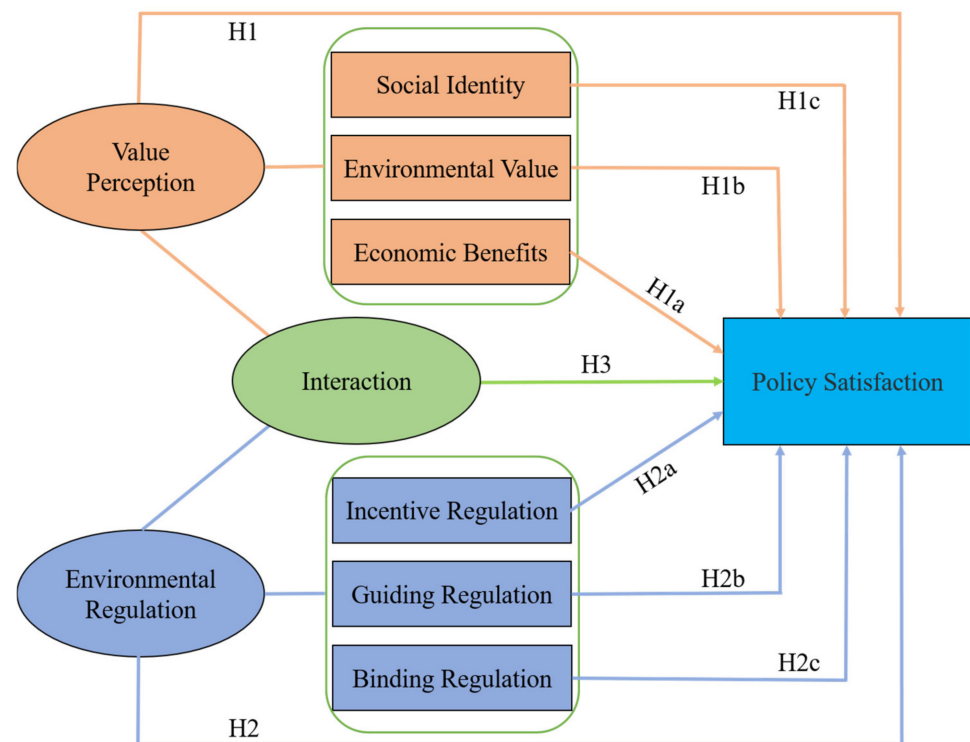 H1
Social Identity
H1c
Value
Perception
Environmental Value
H1b
Economic Benefits
H1a
Interaction
H3
Policy Satisfaction
H2a
Incentive Regulation
Environmental
Regulation
Guiding Regulation
H2b
Binding Regulation
H2c
H2